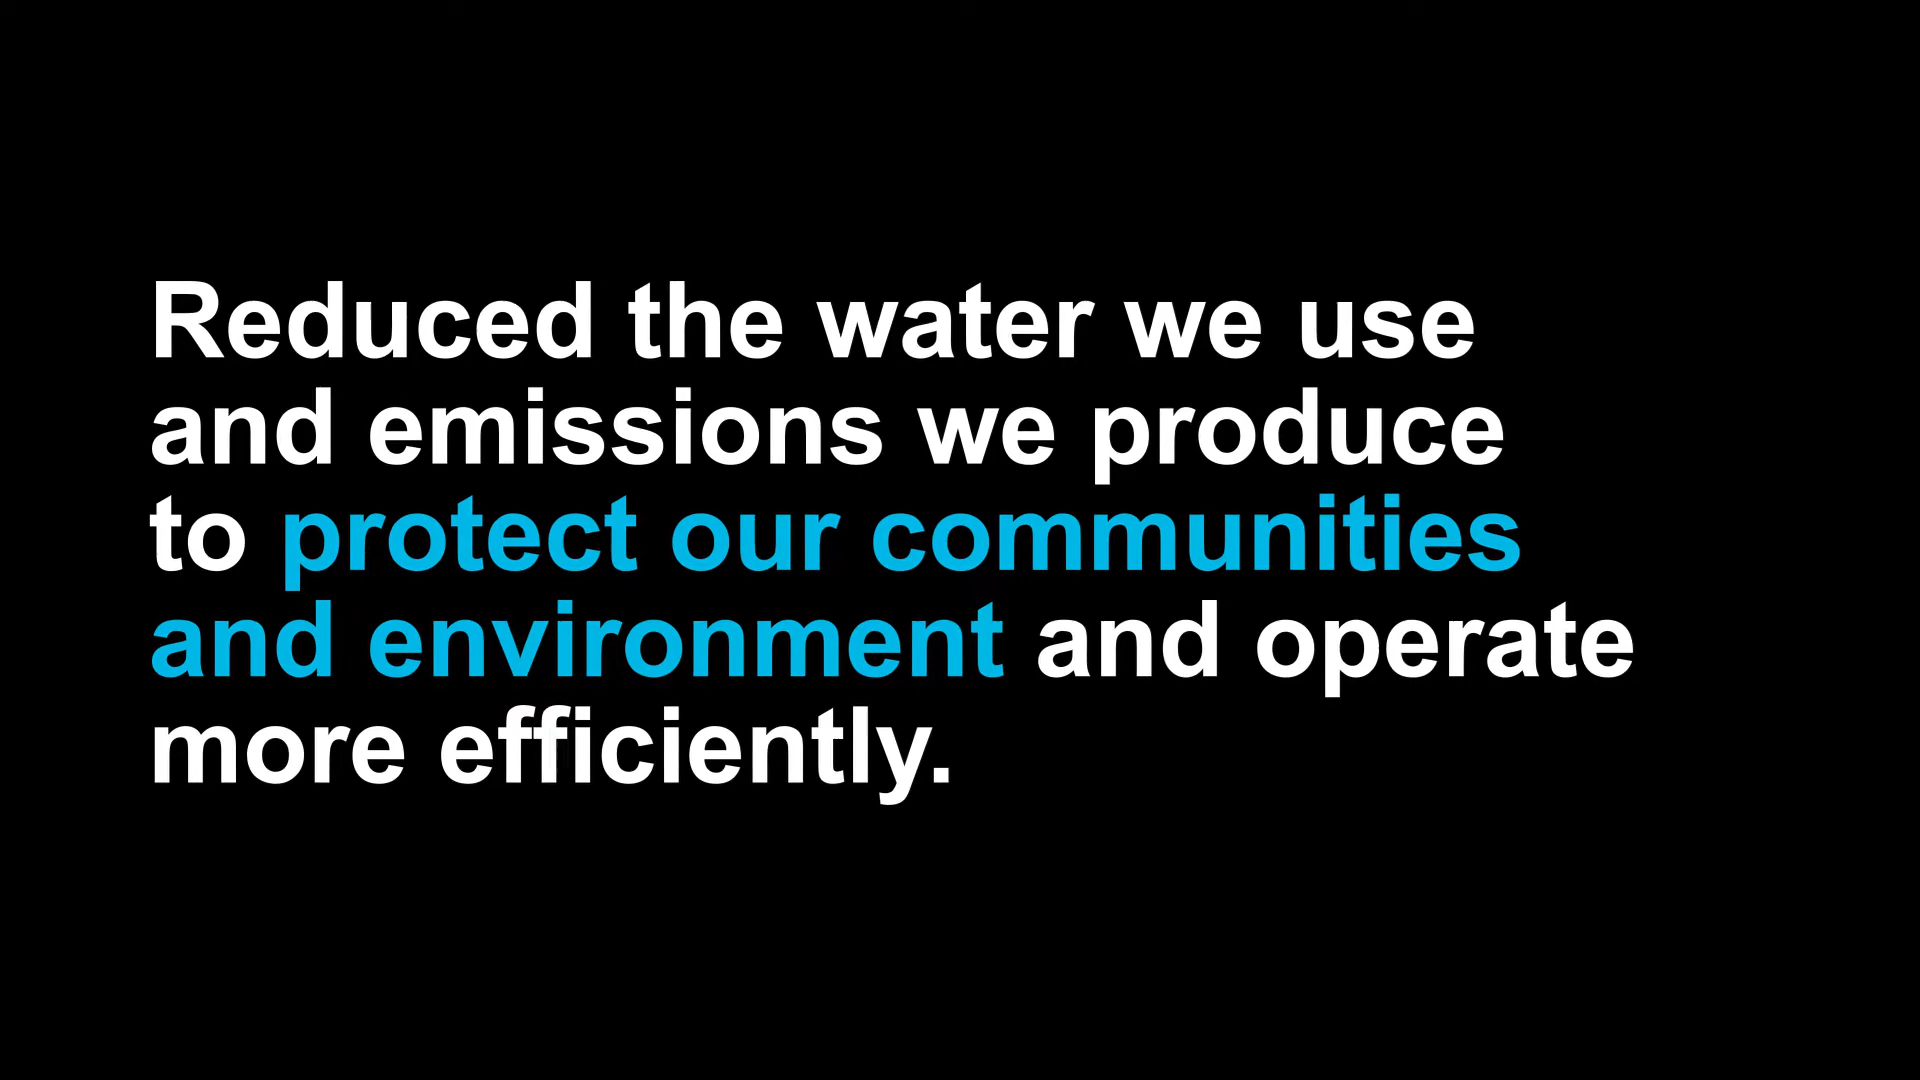 Reduced the water we use
and emissions we produce
to protect our communities
and environment and operate
more efficiently.